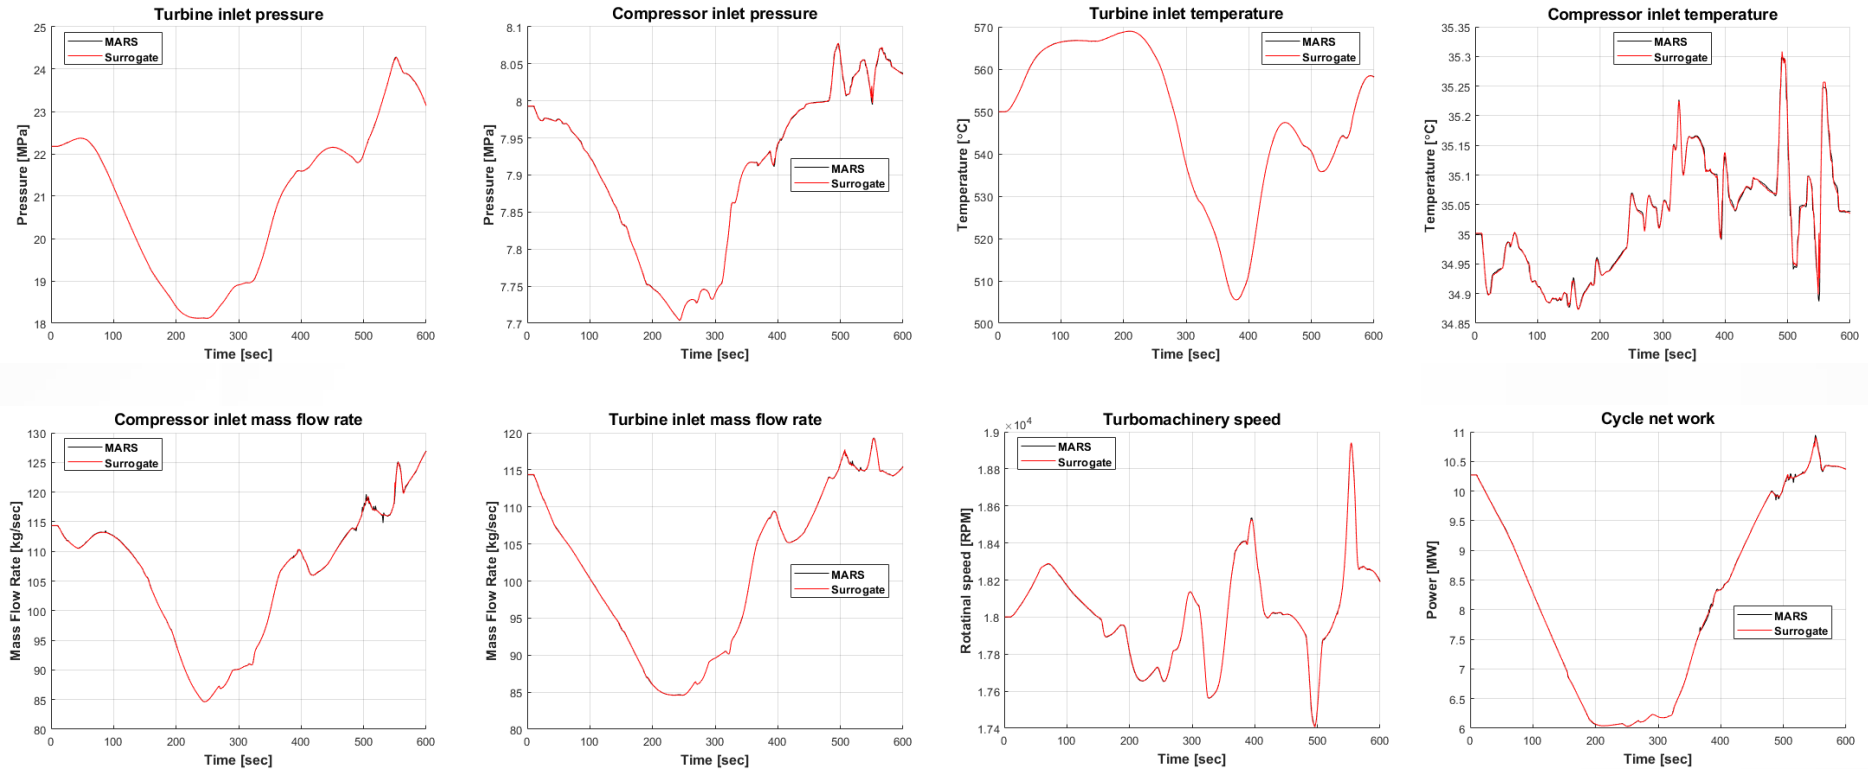 Turbine inlet pressure
25
24
23
22
21
20
19
18
0 100 200 300 400 500 600
Pressure [MPa]
Time [sec]
MARS
Surrogate
Compressor inlet pressure
8.1
8.05
8
7.95
7.9
7.85
7.8
7.75
7.7
0 100 200 300 400 500 600
Pressure [MPa]
Time [sec]
MARS
Surrogate
Turbine inlet temperature
570
560
550
540
530
520
510
500
0 100 200 300 400 500 600
Temperature [°C]
Time [sec]
MARS
Surrogate
Compressor inlet temperature
35.35
35.3
35.25
35.2
35.15
35.1
35.05
35
34.95
34.9
34.85
0 100 200 300 400 500 600
Temperature [°C]
Time [sec]
MARS
Surrogate
Compressor inlet mass flow rate
130
125
120
115
110
105
100
95
90
85
80
0 100 200 300 400 500 600
Mass Flow Rate [kg/sec]
Time [sec]
MARS
Surrogate
Turbine inlet mass flow rate
120
115
110
105
100
95
90
85
80
0 100 200 300 400 500 600
Mass Flow Rate [kg/sec]
Time [sec]
MARS
Surrogate
Turbomachinery speed
×10⁴
1.9
1.88
1.86
1.84
1.82
1.8
1.78
1.76
1.74
0 100 200 300 400 500 600
Rotatinal speed [RPM]
Time [sec]
MARS
Surrogate
Cycle net work
11
10.5
10
9.5
9
8.5
8
7.5
7
6.5
6
0 100 200 300 400 500 600
Power [MW]
Time [sec]
MARS
Surrogate